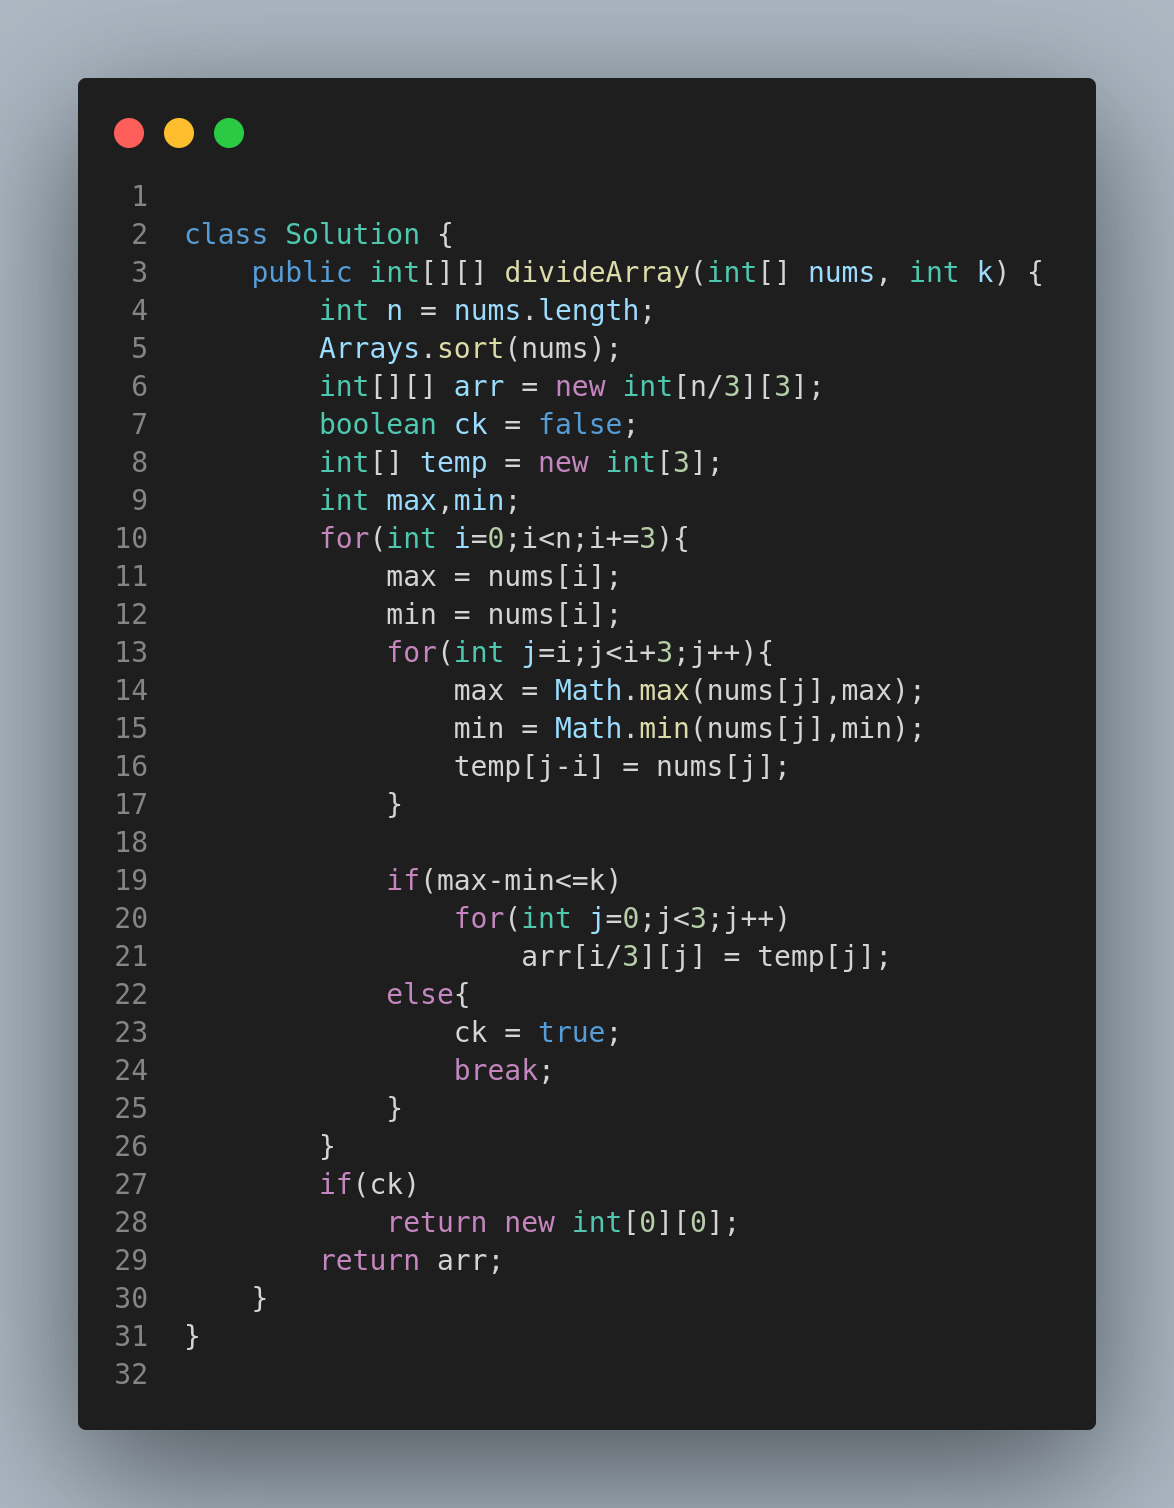 1
2 class Solution {
3     public int[][] divideArray(int[] nums, int k) {
4         int n = nums.length;
5         Arrays.sort(nums);
6         int[][] arr = new int[n/3][3];
7         boolean ck = false;
8         int[] temp = new int[3];
9         int max,min;
10         for(int i=0;i<n;i+=3){
11             max = nums[i];
12             min = nums[i];
13             for(int j=i;j<i+3;j++){
14                 max = Math.max(nums[j],max);
15                 min = Math.min(nums[j],min);
16                 temp[j-i] = nums[j];
17             }
18
19             if(max-min<=k)
20                 for(int j=0;j<3;j++)
21                     arr[i/3][j] = temp[j];
22             else{
23                 ck = true;
24                 break;
25             }
26         }
27         if(ck)
28             return new int[0][0];
29         return arr;
30     }
31 }
32